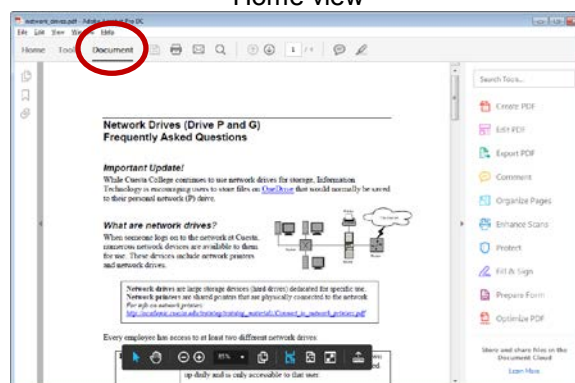 Home view
network_drives.pdf - Adobe Acrobat Pro DC
File Edit View Window Help
Home Tools Document
1 / 4
Search Tools...
Create PDF
Edit PDF
Export PDF
Comment
Organize Pages
Enhance Scans
Protect
Fill & Sign
Prepare Form
Optimize PDF
Store and share files in the
Document Cloud
Learn More
Network Drives (Drive P and G)
Frequently Asked Questions
Important Update!
While Cuesta College continues to use network drives for storage, Information
Technology is encouraging users to store files on OneDrive that would normally be saved
to their personal network (P) drive.
What are network drives?
When someone logs on to the network at Cuesta,
numerous network devices are available to them
for use. These devices include network printers
and network drives.
Network drives are large storage devices (hard drives) dedicated for specific use.
Network printers are shared printers that are physically connected to the network
For info on network printers:
Every employee has access to at least two different network drives:
85%
up daily and is only accessible to that user